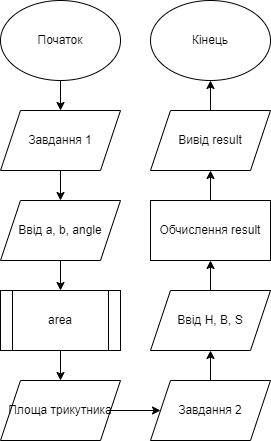 Початок
Завдання 1
Ввід a, b, angle
area
Площа трикутника
Завдання 2
Ввід H, B, S
Обчислення result
Вивід result
Кінець